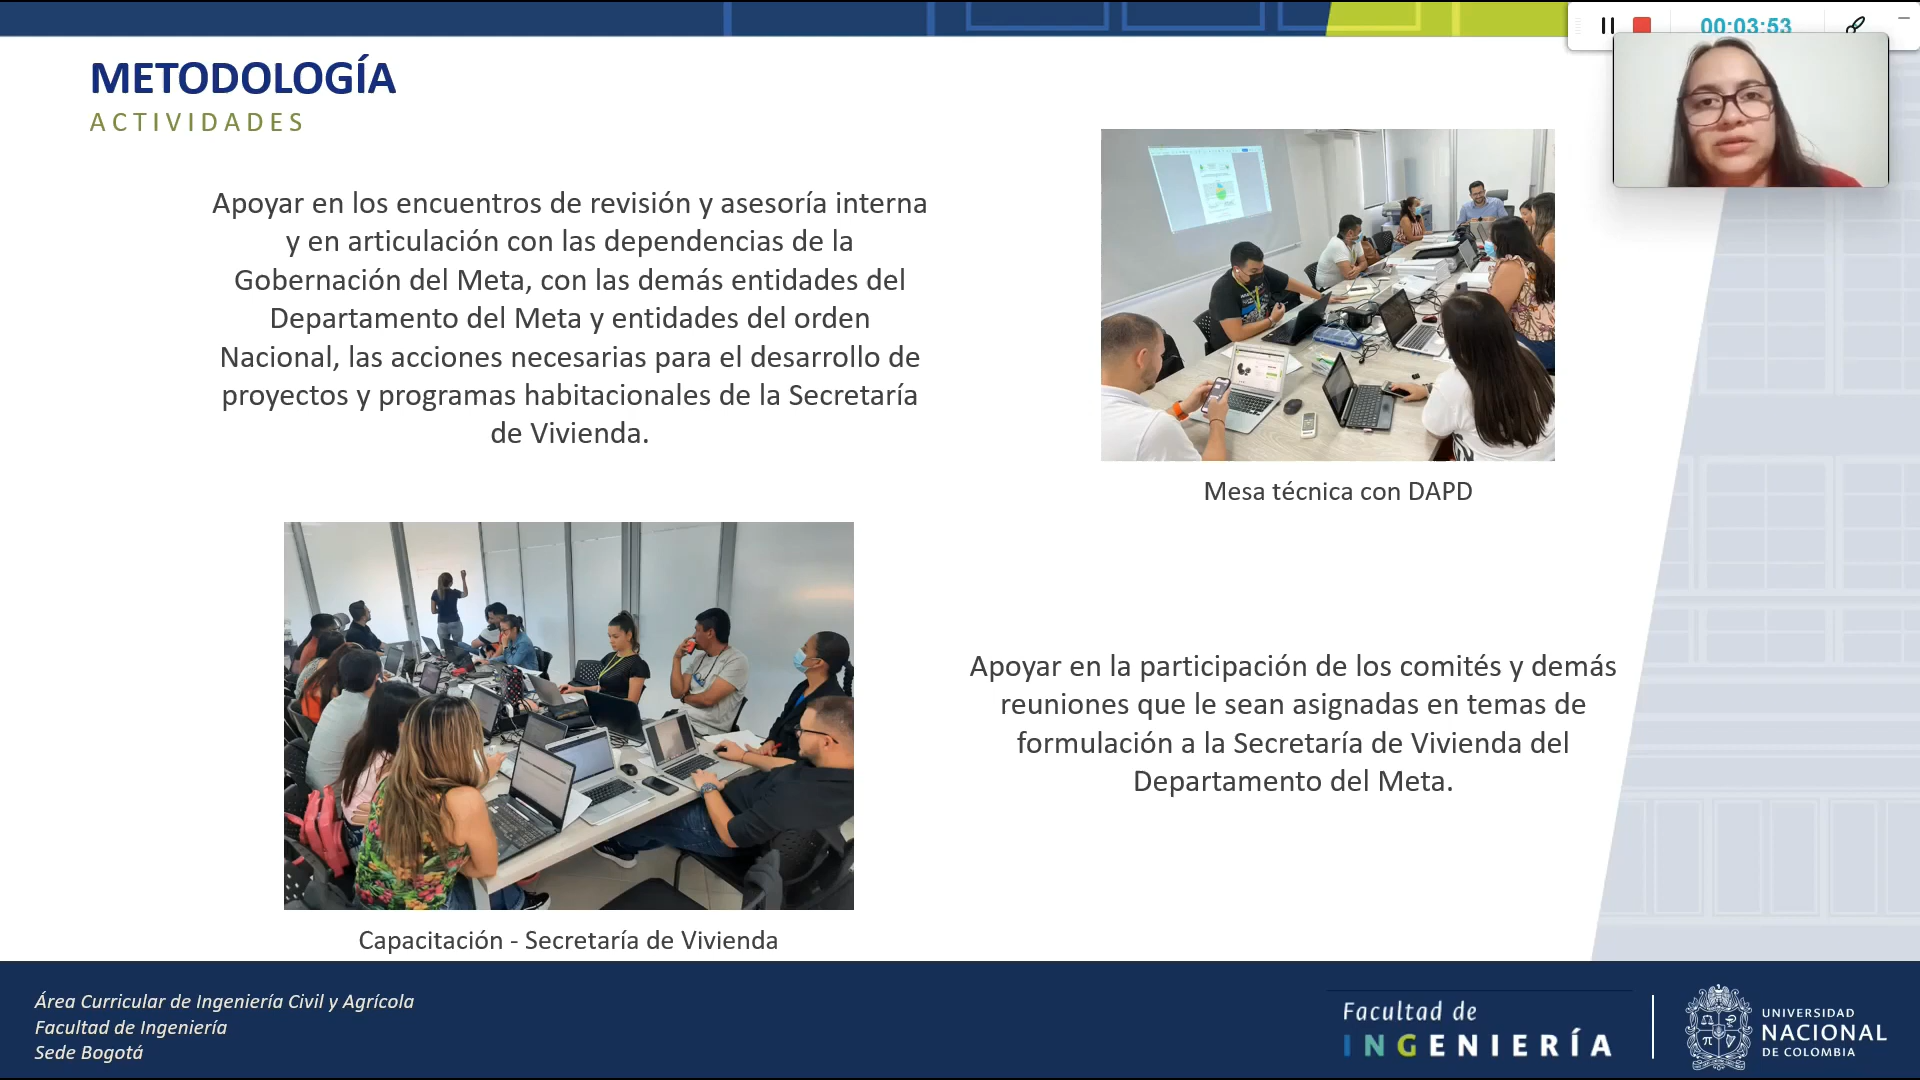 00:03:53
METODOLOGÍA
ACTIVIDADES
Apoyar en los encuentros de revisión y asesoría interna
y en articulación con las dependencias de la
Gobernación del Meta, con las demás entidades del
Departamento del Meta y entidades del orden
Nacional, las acciones necesarias para el desarrollo de
proyectos y programas habitacionales de la Secretaría
de Vivienda.
Mesa técnica con DAPD
Capacitación - Secretaría de Vivienda
Apoyar en la participación de los comités y demás
reuniones que le sean asignadas en temas de
formulación a la Secretaría de Vivienda del
Departamento del Meta.
Área Curricular de Ingeniería Civil y Agrícola
Facultad de Ingeniería
Sede Bogotá
Facultad de
INGENIERÍA
UNIVERSIDAD
NACIONAL
DE COLOMBIA